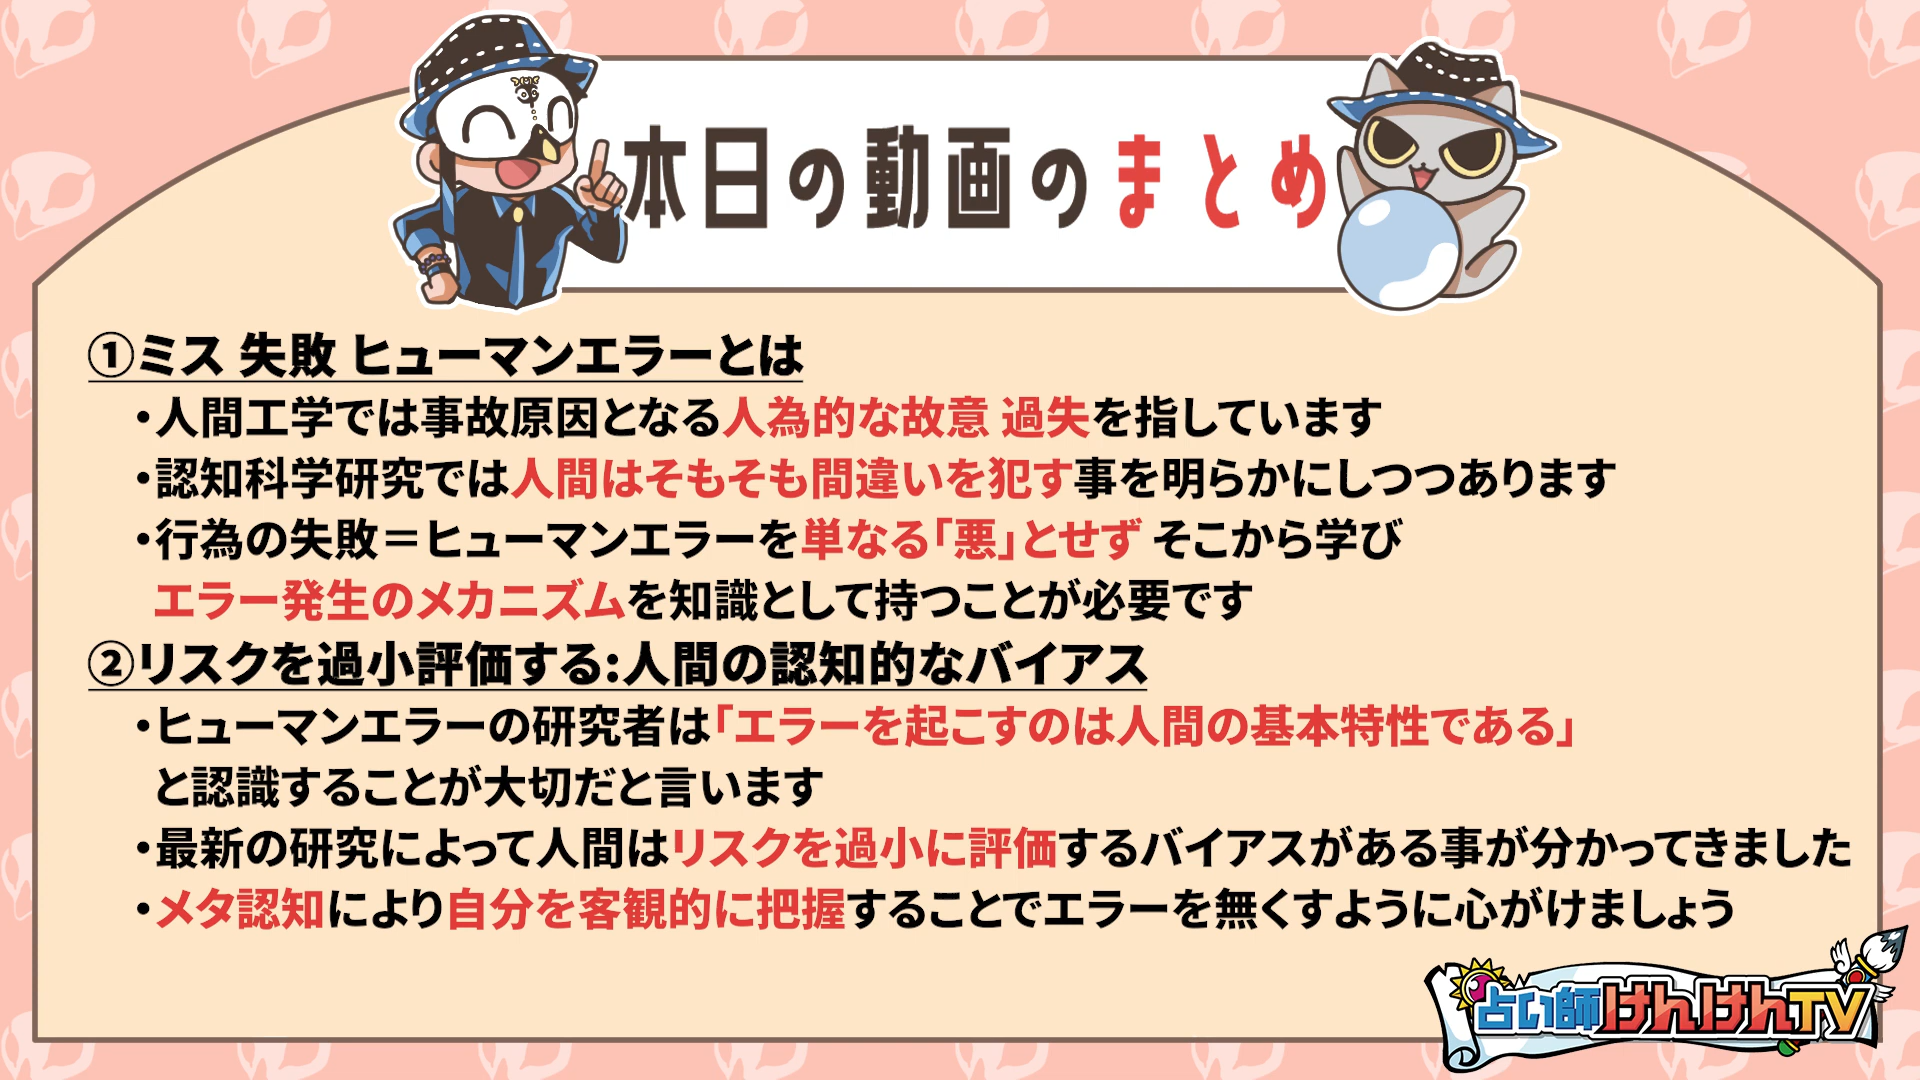 本日の動画のまとめ
①ミス 失敗 ヒューマンエラーとは
・人間工学では事故原因となる人為的な故意 過失を指しています
・認知科学研究では人間はそもそも間違いを犯す事を明らかにしつつあります
・行為の失敗＝ヒューマンエラーを単なる「悪」とせず そこから学び
エラー発生のメカニズムを知識として持つことが必要です
②リスクを過小評価する:人間の認知的なバイアス
・ヒューマンエラーの研究者は「エラーを起こすのは人間の基本特性である」
と認識することが大切だと言います
・最新の研究によって人間はリスクを過小に評価するバイアスがある事が分かってきました
・メタ認知により自分を客観的に把握することでエラーを無くすように心がけましょう
占い師けんけんTV